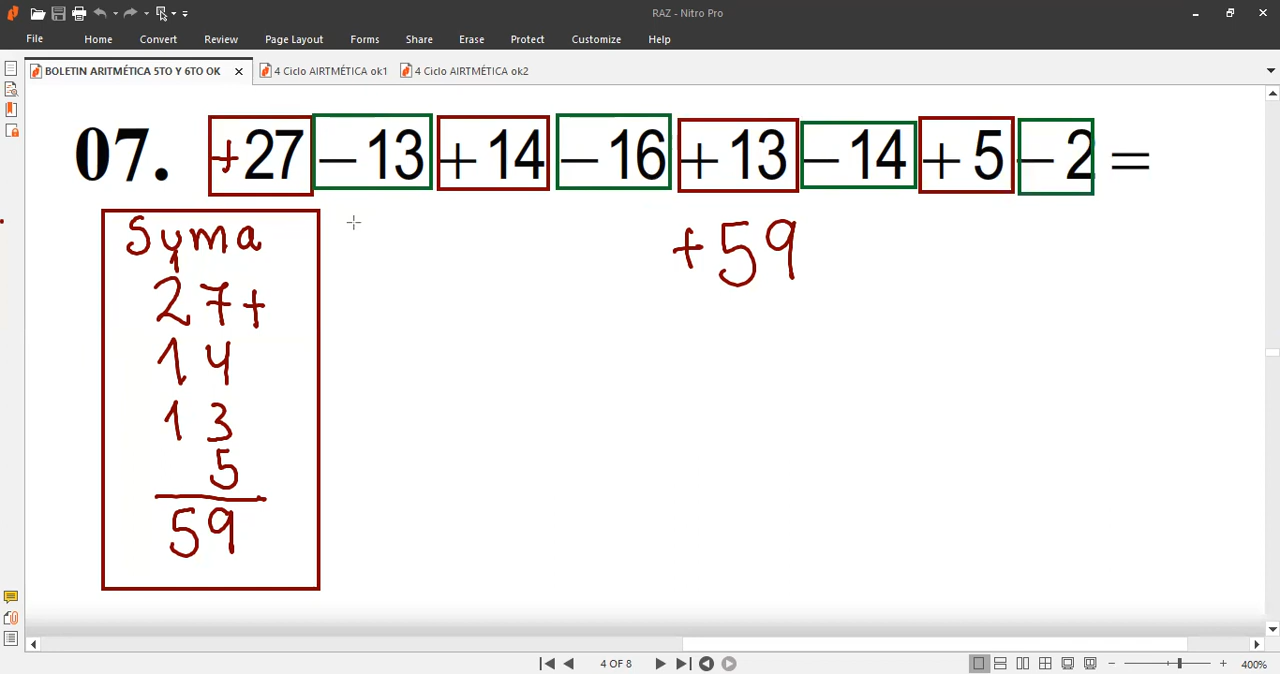 RAZ - Nitro Pro
File Home Convert Review Page Layout Forms Share Erase Protect Customize Help
BOLETIN ARITMÉTICA 5TO Y 6TO OK 4 Ciclo AIRTMÉTICA ok1 4 Ciclo AIRTMÉTICA ok2
07. +27 −13 +14 −16 +13 −14 +5 −2 =
Suma
+59
27+
14
13
5
59
4 OF 8
400%